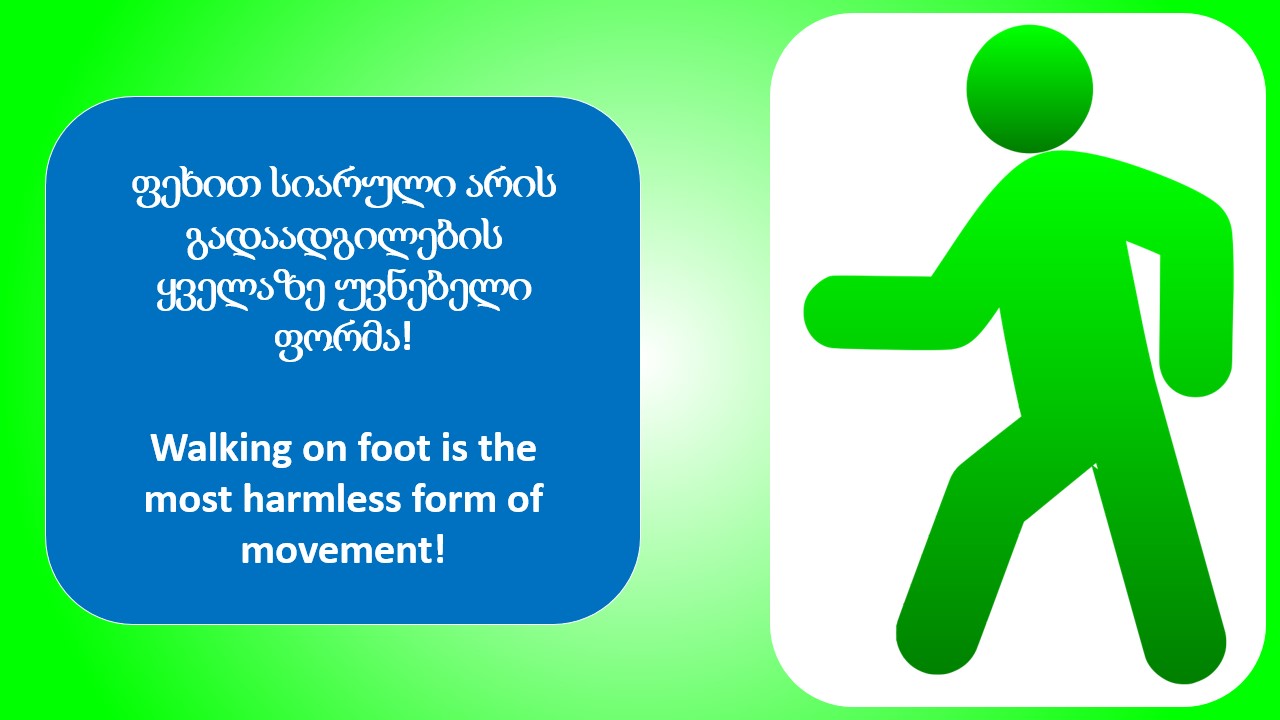 ფეხით სიარული არის
გადაადგილების
ყველაზე უვნებელი
ფორმა!
Walking on foot is the
most harmless form of
movement!